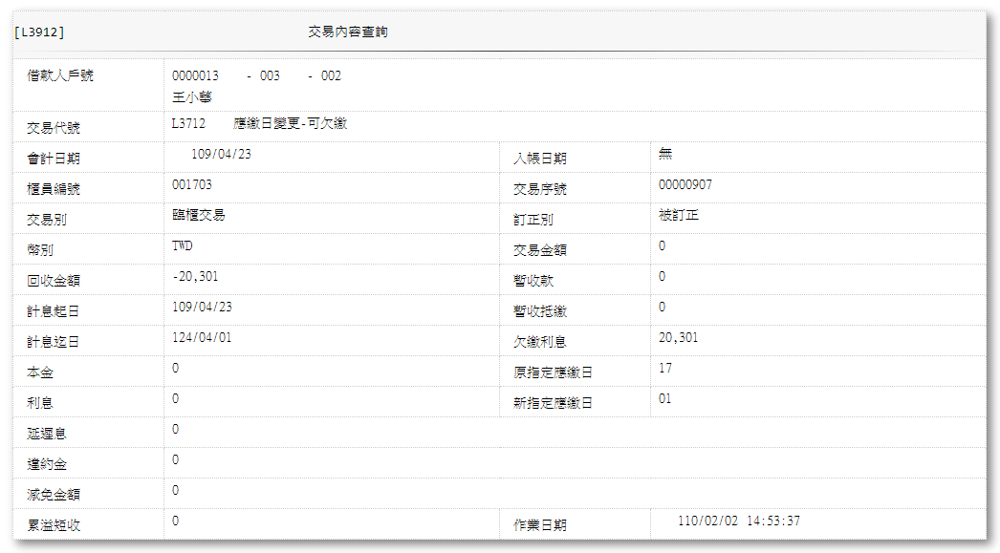 [L3912] 交易內容查詢
借款人戶號 0000013 - 003 - 002
王小華
交易代號 L3712 應繳日變更-可欠繳
會計日期 109/04/23 入帳日期 無
櫃員編號 001703 交易序號 00000907
交易別 臨櫃交易 訂正別 被訂正
幣別 TWD 交易金額 0
回收金額 -20,301 暫收款 0
計息起日 109/04/23 暫收抵繳 0
計息迄日 124/04/01 欠繳利息 20,301
本金 0 原指定應繳日 17
利息 0 新指定應繳日 01
延遲息 0
違約金 0
減免金額 0
累溢短收 0 作業日期 110/02/02 14:53:37